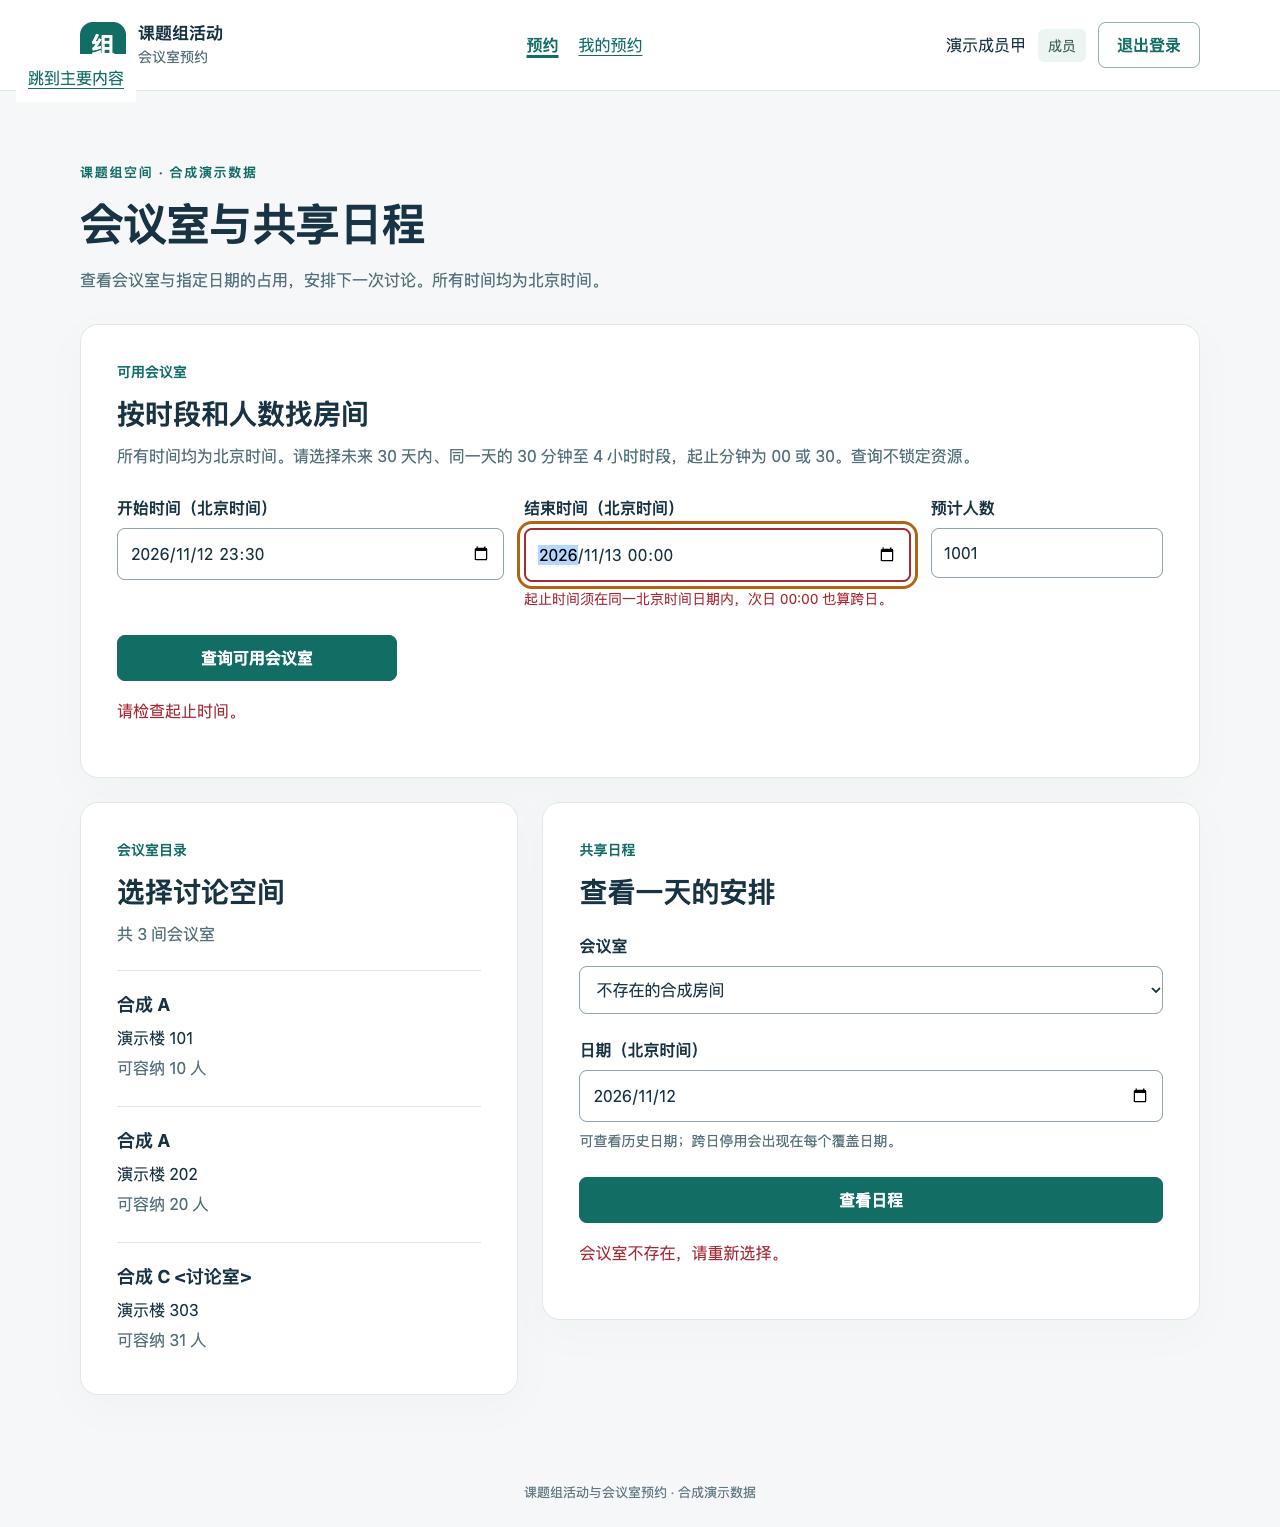 组
课题组活动
会议室预约
预约
我的预约
演示成员甲
成员
退出登录
跳到主要内容
课题组空间 · 合成演示数据
会议室与共享日程
查看会议室与指定日期的占用，安排下一次讨论。所有时间均为北京时间。
可用会议室
按时段和人数找房间
所有时间均为北京时间。请选择未来 30 天内、同一天的 30 分钟至 4 小时时段，起止分钟为 00 或 30。查询不锁定资源。
开始时间（北京时间）
结束时间（北京时间）
预计人数
2026/11/12 23:30
2026/11/13 00:00
1001
起止时间须在同一北京时间日期内，次日 00:00 也算跨日。
查询可用会议室
请检查起止时间。
会议室目录
选择讨论空间
共 3 间会议室
合成 A
演示楼 101
可容纳 10 人
合成 A
演示楼 202
可容纳 20 人
合成 C <讨论室>
演示楼 303
可容纳 31 人
共享日程
查看一天的安排
会议室
不存在的合成房间
日期（北京时间）
2026/11/12
可查看历史日期；跨日停用会出现在每个覆盖日期。
查看日程
会议室不存在，请重新选择。
课题组活动与会议室预约 · 合成演示数据